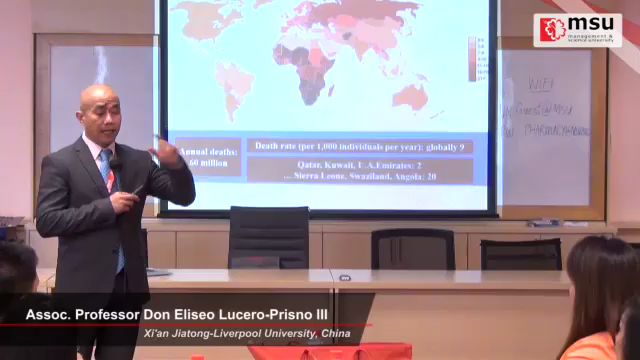 msu
management &
science university
WIFI
Annual deaths:
60 million
Death rate (per 1,000 individuals per year): globally 9
Qatar, Kuwait, U.A.Emirates: 2
.... Sierra Leone, Swaziland, Angola: 20
Assoc. Professor Don Eliseo Lucero-Prisno III
Xi'an Jiatong-Liverpool University, China